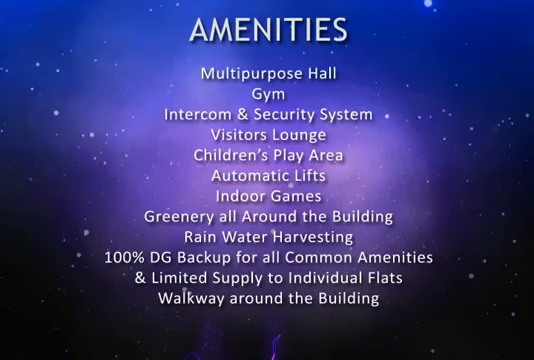 AMENITIES
Multipurpose Hall
Gym
Intercom & Security System
Visitors Lounge
Children’s Play Area
Automatic Lifts
Indoor Games
Greenery all Around the Building
Rain Water Harvesting
100% DG Backup for all Common Amenities
& Limited Supply to Individual Flats
Walkway around the Building